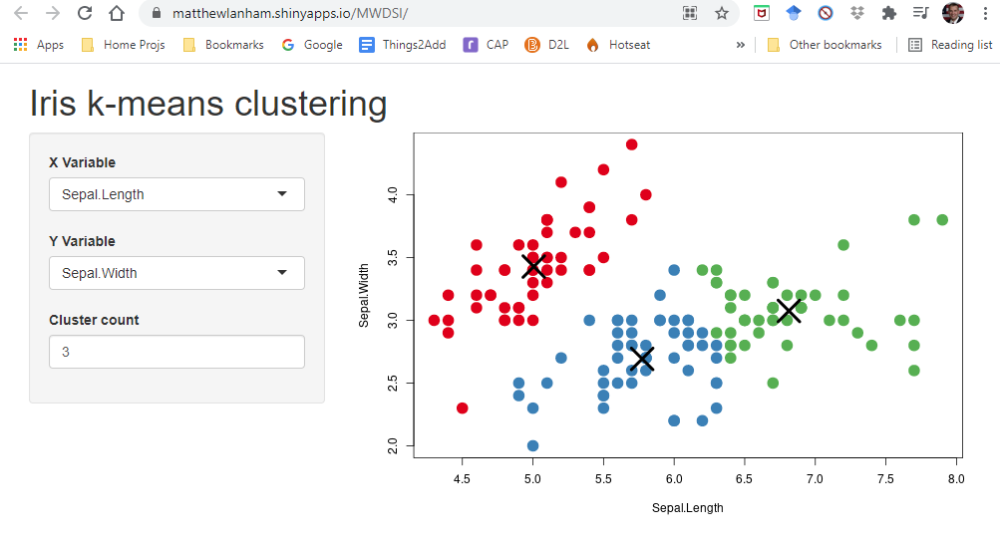 matthewlanham.shinyapps.io/MWDSI/
Apps Home Projs Bookmarks Google Things2Add CAP D2L Hotseat » Other bookmarks Reading list
Iris k-means clustering
X Variable
Sepal.Length
Y Variable
Sepal.Width
Cluster count
3
Sepal.Width
4.0
3.5
3.0
2.5
2.0
4.5 5.0 5.5 6.0 6.5 7.0 7.5 8.0
Sepal.Length